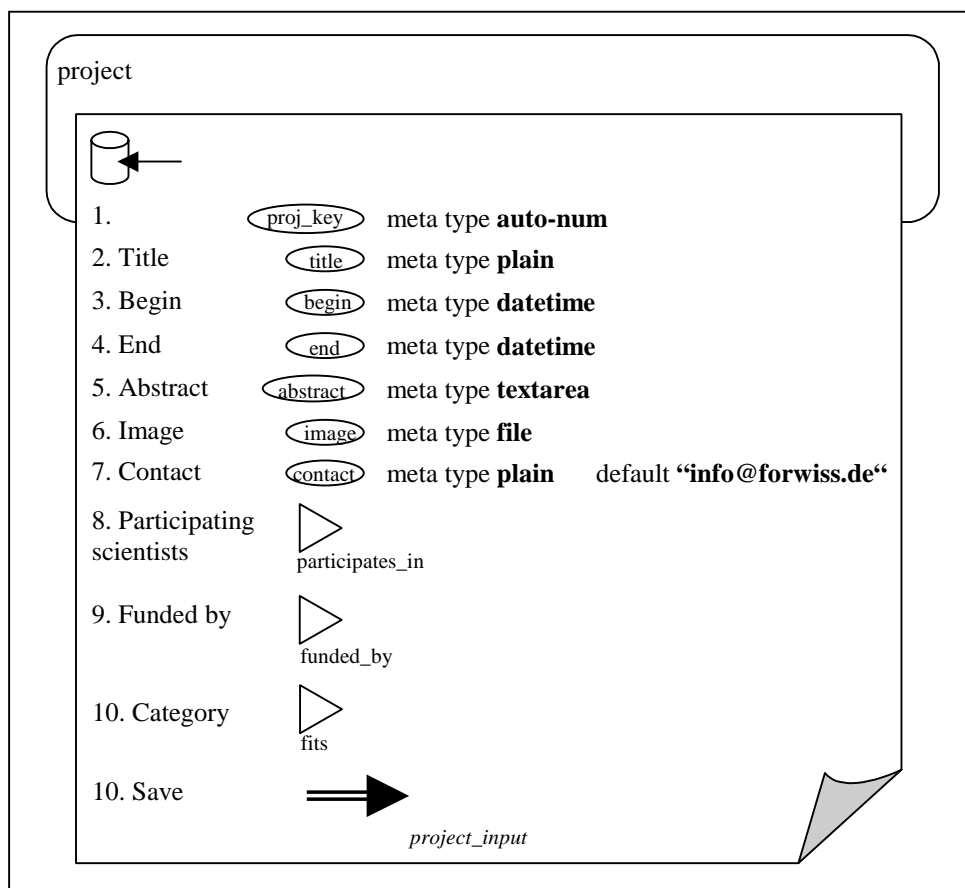 project
1. proj_key meta type auto-num
2. Title title meta type plain
3. Begin begin meta type datetime
4. End end meta type datetime
5. Abstract abstract meta type textarea
6. Image image meta type file
7. Contact contact meta type plain default “info@forwiss.de“
8. Participating
scientists
participates_in
9. Funded by
funded_by
10. Category
fits
10. Save
project_input